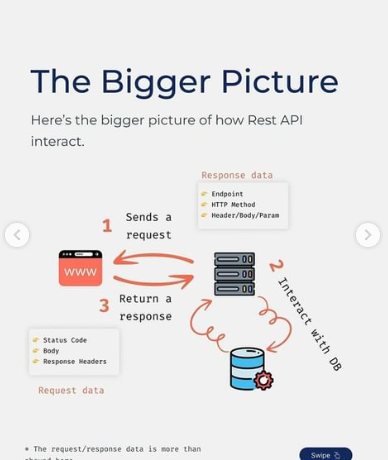 The Bigger Picture
Here's the bigger picture of how Rest API
interact.
Response data
Endpoint
HTTP Method
Header/Body/Param
1 Sends a
request
WWW
2 Interact with DB
3 Return a
response
Status Code
Body
Response Headers
Request data
* The request/response data is more than
Swipe